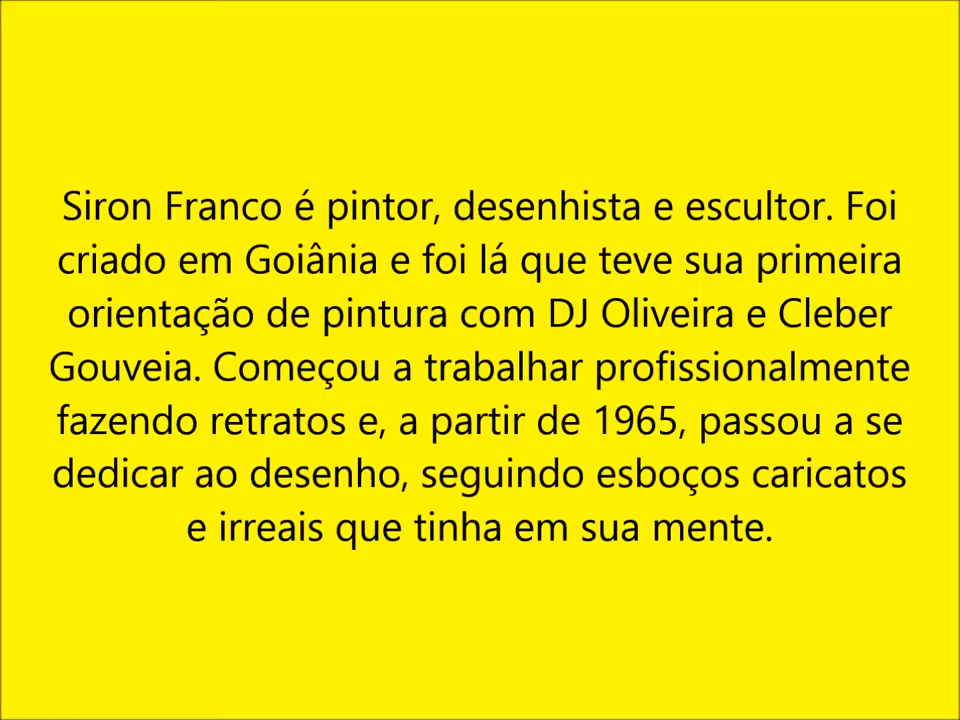 Siron Franco é pintor, desenhista e escultor. Foi
criado em Goiânia e foi lá que teve sua primeira
orientação de pintura com DJ Oliveira e Cleber
Gouveia. Começou a trabalhar profissionalmente
fazendo retratos e, a partir de 1965, passou a se
dedicar ao desenho, seguindo esboços caricatos
e irreais que tinha em sua mente.